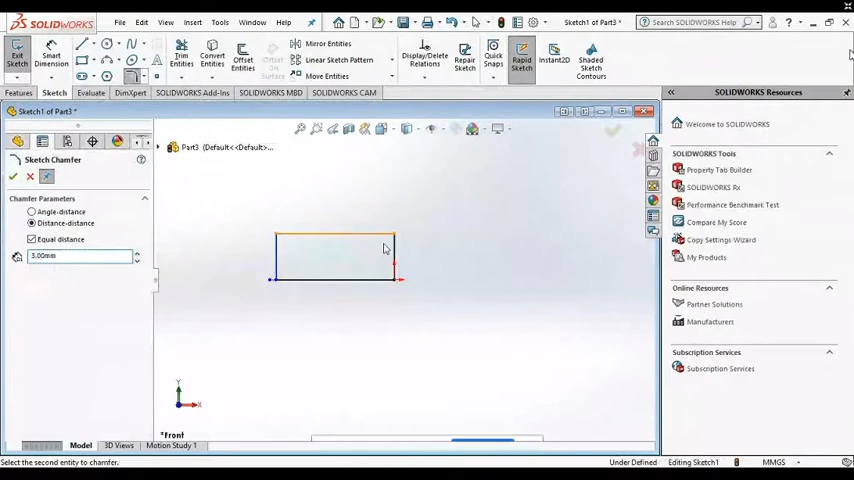 SOLIDWORKS File Edit View Insert Tools Window Help Sketch1 of Part3 * Search SOLIDWORKS Help
Exit Sketch
Smart Dimension
Trim Entities
Convert Entities
Offset Entities
Offset On Surface
Mirror Entities
Linear Sketch Pattern
Move Entities
Display/Delete Relations
Repair Sketch
Quick Snaps
Rapid Sketch
Instant2D
Shaded Sketch Contours
Features Sketch Evaluate DimXpert SOLIDWORKS Add-Ins SOLIDWORKS MBD SOLIDWORKS CAM
SOLIDWORKS Resources
Sketch1 of Part3 *
Welcome to SOLIDWORKS
Part3 (Default<<Default>...
Sketch Chamfer
Chamfer Parameters
Angle-distance
Distance-distance
Equal distance
3.00mm
SOLIDWORKS Tools
Property Tab Builder
SOLIDWORKS Rx
Performance Benchmark Test
Compare My Score
Copy Settings Wizard
My Products
Online Resources
Partner Solutions
Manufacturers
Subscription Services
Subscription Services
Y
X
*Front
Model 3D Views Motion Study 1
Select the second entity to chamfer. Under Defined Editing Sketch1 MMGS